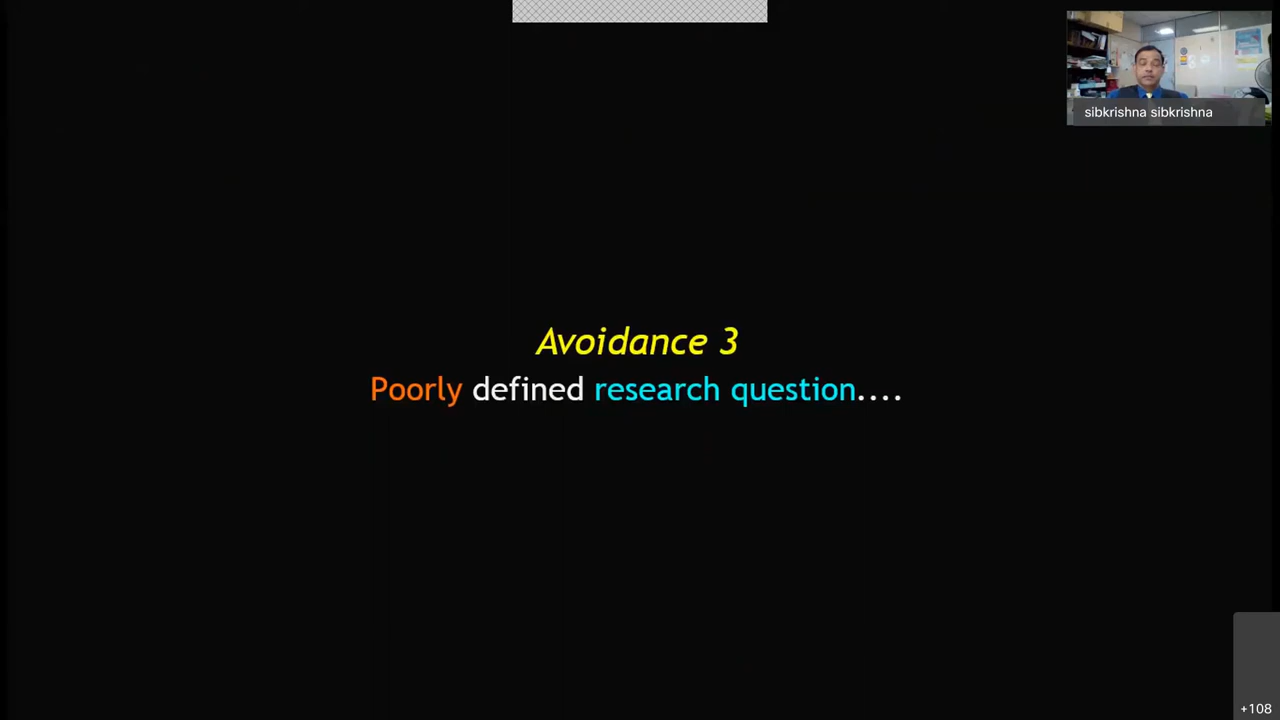 sibkrishna sibkrishna
Avoidance 3
Poorly defined research question....
+108